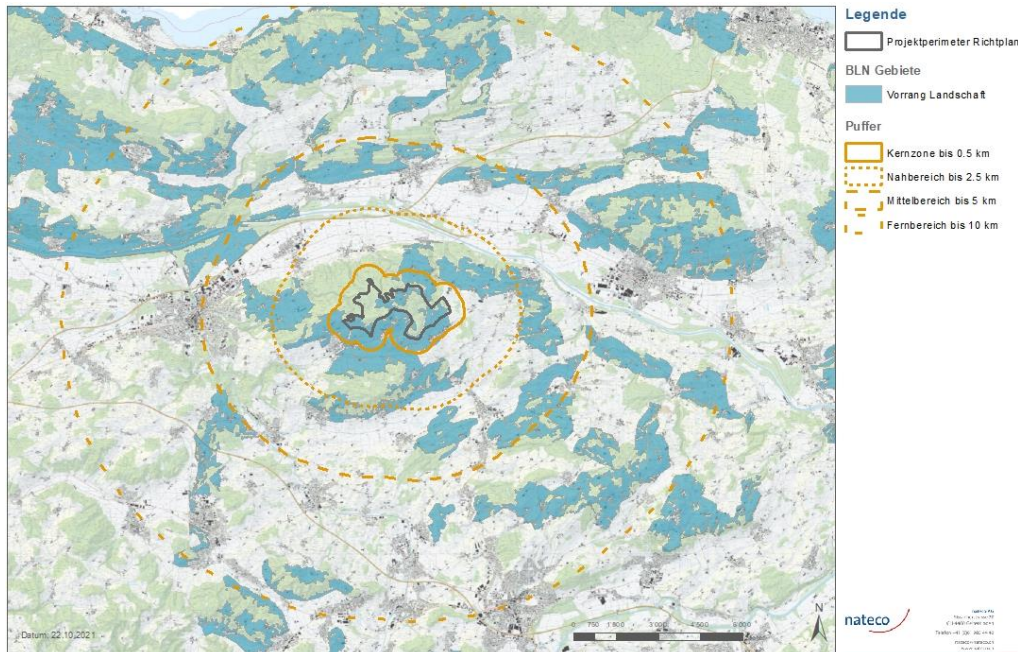 Legende
Projektperimeter Richtplan
BLN Gebiete
Vorrang Landschaft
Puffer
Kernzone bis 0.5 km
Nahbereich bis 2.5 km
Mittelbereich bis 5 km
Fernbereich bis 10 km
Datum: 22.10.2021
0 750 1'500 3'000 4'500 6'000
N
nateco